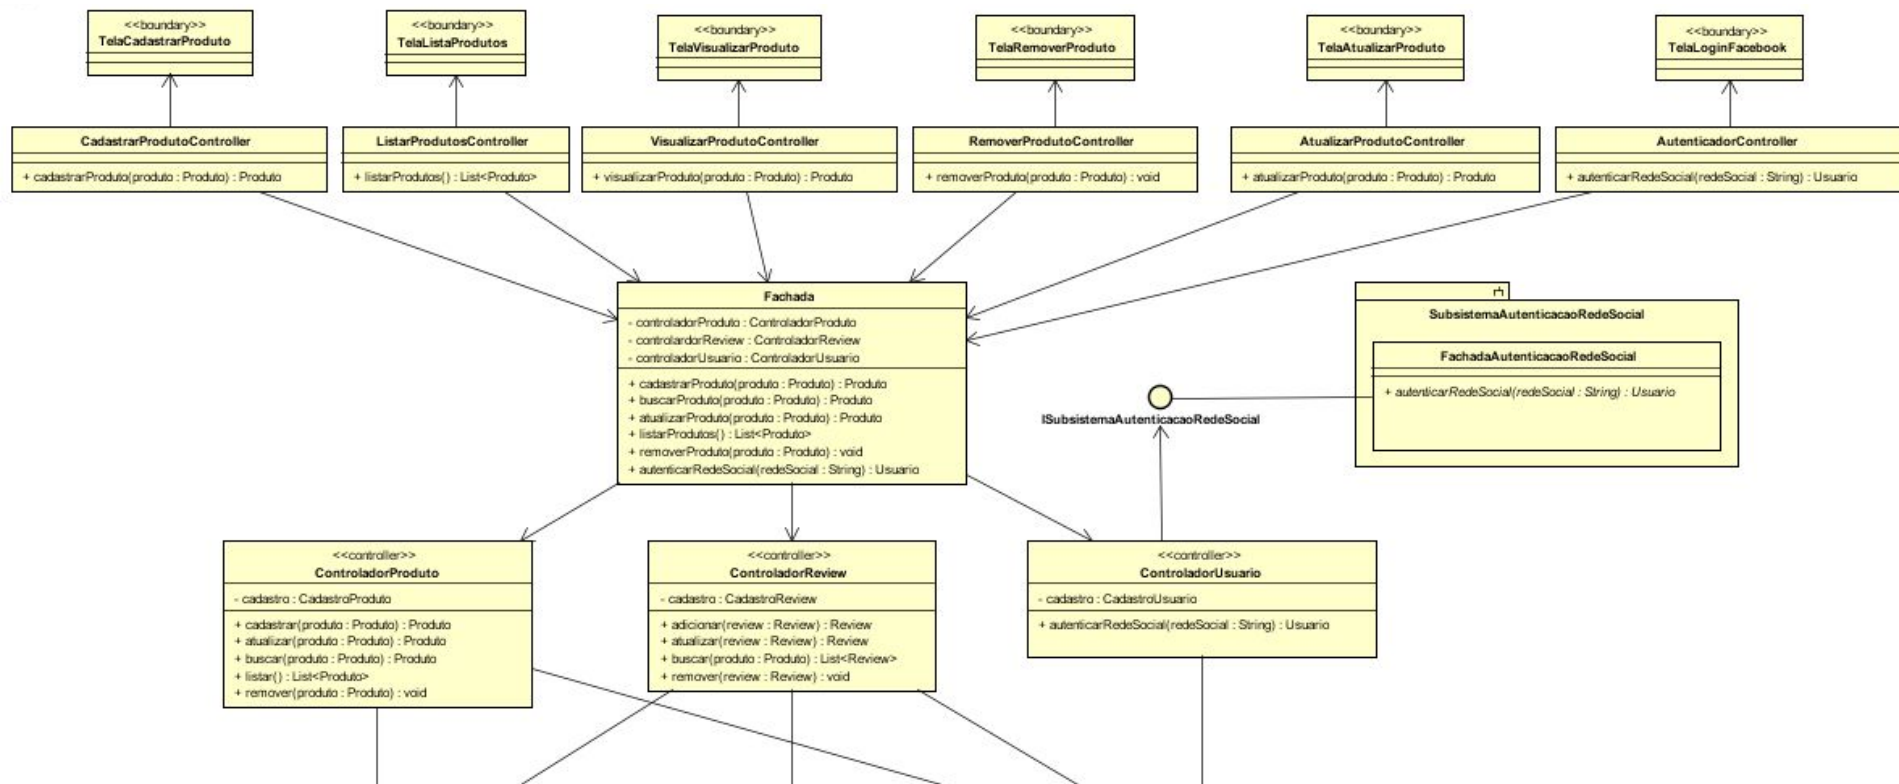 <<boundary>>
TelaCadastrarProduto
<<boundary>>
TelaListaProdutos
<<boundary>>
TelaVisualizarProduto
<<boundary>>
TelaRemoverProduto
<<boundary>>
TelaAtualizarProduto
<<boundary>>
TelaLoginFacebook
CadastrarProdutoController
+ cadastrarProduto(produto : Produto) : Produto
ListarProdutosController
+ listarProdutos() : List<Produto>
VisualizarProdutoController
+ visualizarProduto(produto : Produto) : Produto
RemoverProdutoController
+ removerProduto(produto : Produto) : void
AtualizarProdutoController
+ atualizarProduto(produto : Produto) : Produto
AutenticadorController
+ autenticarRedeSocial(redeSocial : String) : Usuario
Fachada
- controladorProduto : ControladorProduto
- controlardorReview : ControladorReview
- controladorUsuario : ControladorUsuario
+ cadastrarProduto(produto : Produto) : Produto
+ buscarProduto(produto : Produto) : Produto
+ atualizarProduto(produto : Produto) : Produto
+ listarProdutos() : List<Produto>
+ removerProduto(produto : Produto) : void
+ autenticarRedeSocial(redeSocial : String) : Usuario
SubsistemaAutenticacaoRedeSocial
FachadaAutenticacaoRedeSocial
+ autenticarRedeSocial(redeSocial : String) : Usuario
ISubsistemaAutenticacaoRedeSocial
<<controller>>
ControladorProduto
- cadastro : CadastroProduto
+ cadastrar(produto : Produto) : Produto
+ atualizar(produto : Produto) : Produto
+ buscar(produto : Produto) : Produto
+ listar() : List<Produto>
+ remover(produto : Produto) : void
<<controller>>
ControladorReview
- cadastro : CadastroReview
+ adicionar(review : Review) : Review
+ atualizar(review : Review) : Review
+ buscar(produto : Produto) : List<Review>
+ remover(review : Review) : void
<<controller>>
ControladorUsuario
- cadastro : CadastroUsuario
+ autenticarRedeSocial(redeSocial : String) : Usuario